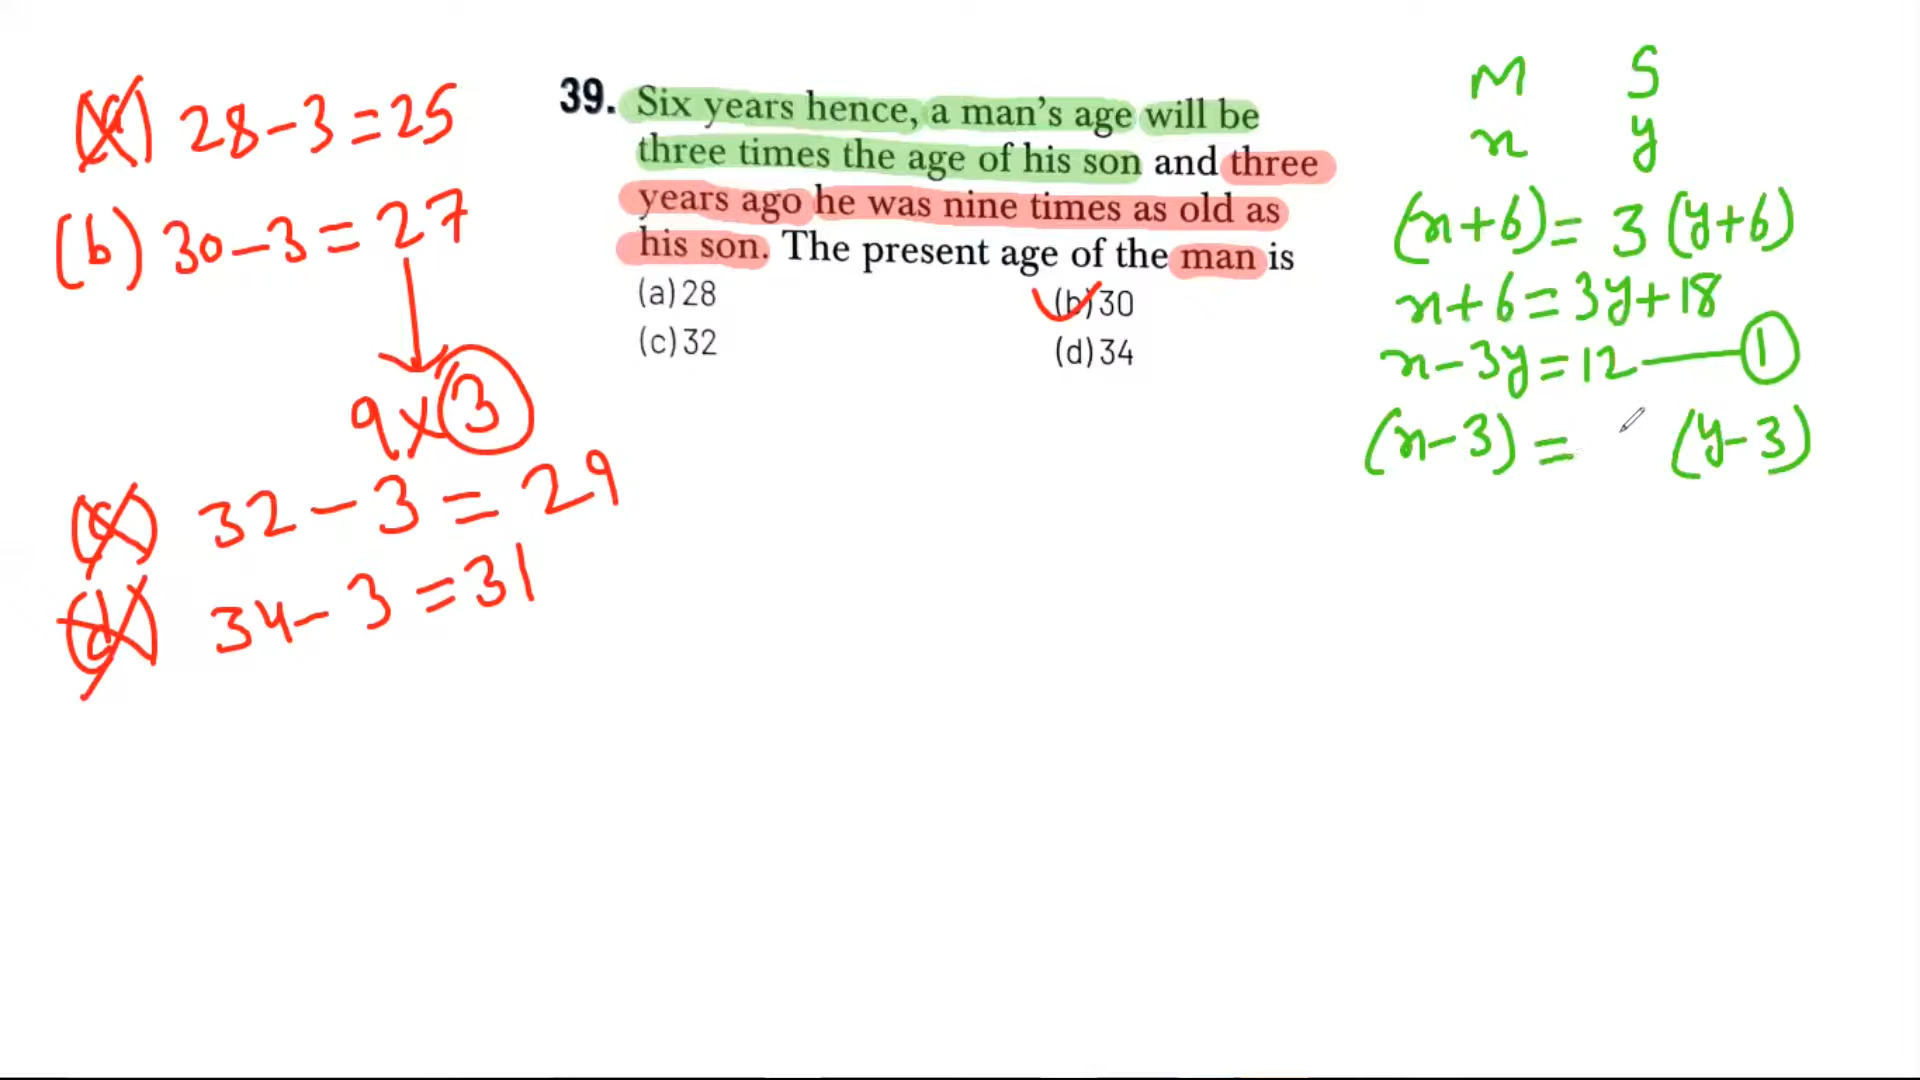 (a) 28-3=25
(b) 30-3=27
9×3
(c) 32-3=29
(d) 34-3=31
39. Six years hence, a man's age will be
three times the age of his son and three
years ago he was nine times as old as
his son. The present age of the man is
(a) 28 (b) 30
(c) 32 (d) 34
M S
x y
(x+6)= 3(y+6)
x+6=3y+18
x-3y=12 — 1
(x-3)= (y-3)